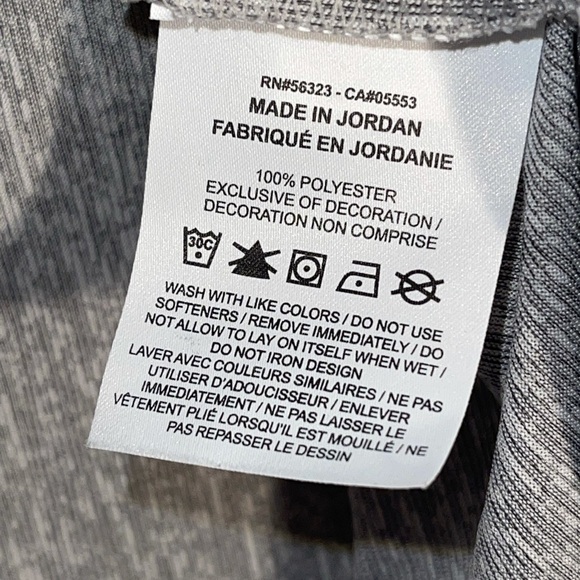 RN#56323 - CA#05553
MADE IN JORDAN
FABRIQUÉ EN JORDANIE
100% POLYESTER
EXCLUSIVE OF DECORATION /
DECORATION NON COMPRISE
30C
WASH WITH LIKE COLORS / DO NOT USE
SOFTENERS / REMOVE IMMEDIATELY / DO
NOT ALLOW TO LAY ON ITSELF WHEN WET /
DO NOT IRON DESIGN
LAVER AVEC COULEURS SIMILAIRES / NE PAS
UTILISER D'ADOUCISSEUR / ENLEVER
IMMÉDIATEMENT / NE PAS LAISSER LE
VÊTEMENT PLIÉ LORSQU'IL EST MOUILLÉ / NE
PAS REPASSER LE DESSIN